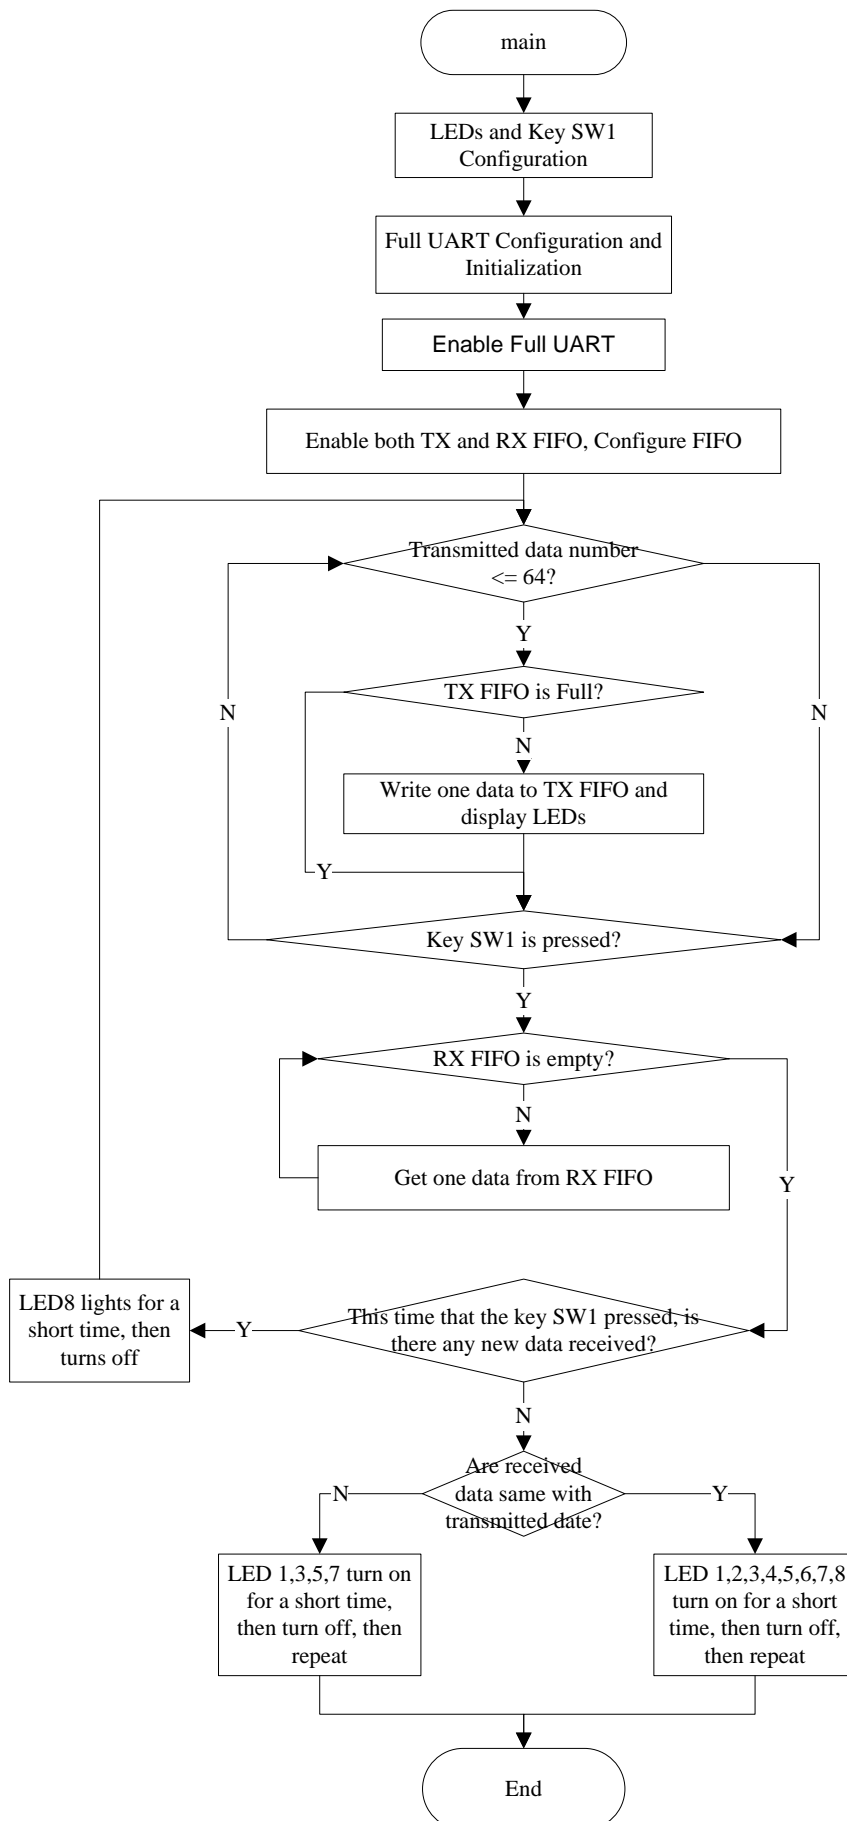 main
LEDs and Key SW1
Configuration
Full UART Configuration and
Initialization
Enable Full UART
Enable both TX and RX FIFO, Configure FIFO
Transmitted data number
<= 64?
Y
TX FIFO is Full?
N
N
N
Write one data to TX FIFO and
display LEDs
Y
Key SW1 is pressed?
Y
RX FIFO is empty?
N
Get one data from RX FIFO
Y
LED8 lights for a
short time, then
turns off
Y
This time that the key SW1 pressed, is
there any new data received?
N
Are received
data same with
transmitted date?
N
Y
LED 1,3,5,7 turn on
for a short time,
then turn off, then
repeat
LED 1,2,3,4,5,6,7,8
turn on for a short
time, then turn off,
then repeat
End